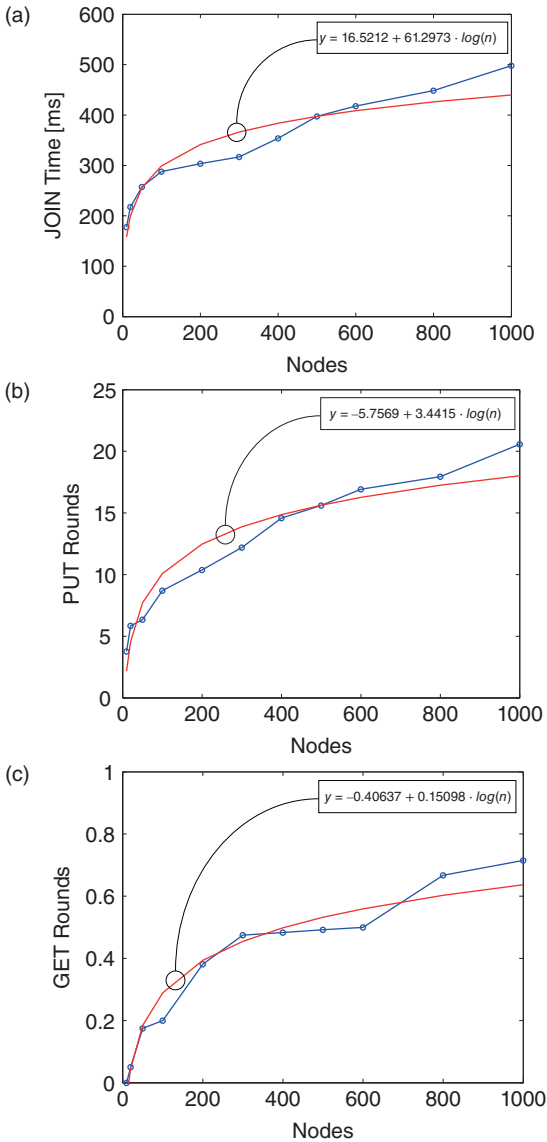 (a)
600
500
400
300
200
100
0
JOIN Time [ms]
y = 16.5212 + 61.2973 · log(n)
0 200 400 600 800 1000
Nodes
(b)
25
20
15
10
5
0
PUT Rounds
y = –5.7569 + 3.4415 · log(n)
0 200 400 600 800 1000
Nodes
(c)
1
0.8
0.6
0.4
0.2
0
GET Rounds
y = –0.40637 + 0.15098 · log(n)
0 200 400 600 800 1000
Nodes